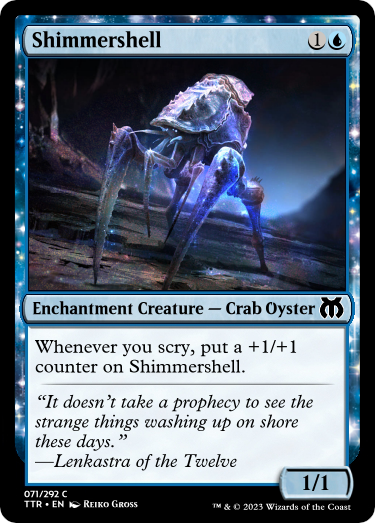 Shimmershell 1
Enchantment Creature — Crab Oyster
Whenever you scry, put a +1/+1
counter on Shimmershell.
“It doesn’t take a prophecy to see the
strange things washing up on shore
these days.”
—Lenkastra of the Twelve
1/1
071/292 C
TTR • EN Reiko Gross
™ & © 2023 Wizards of the Coast